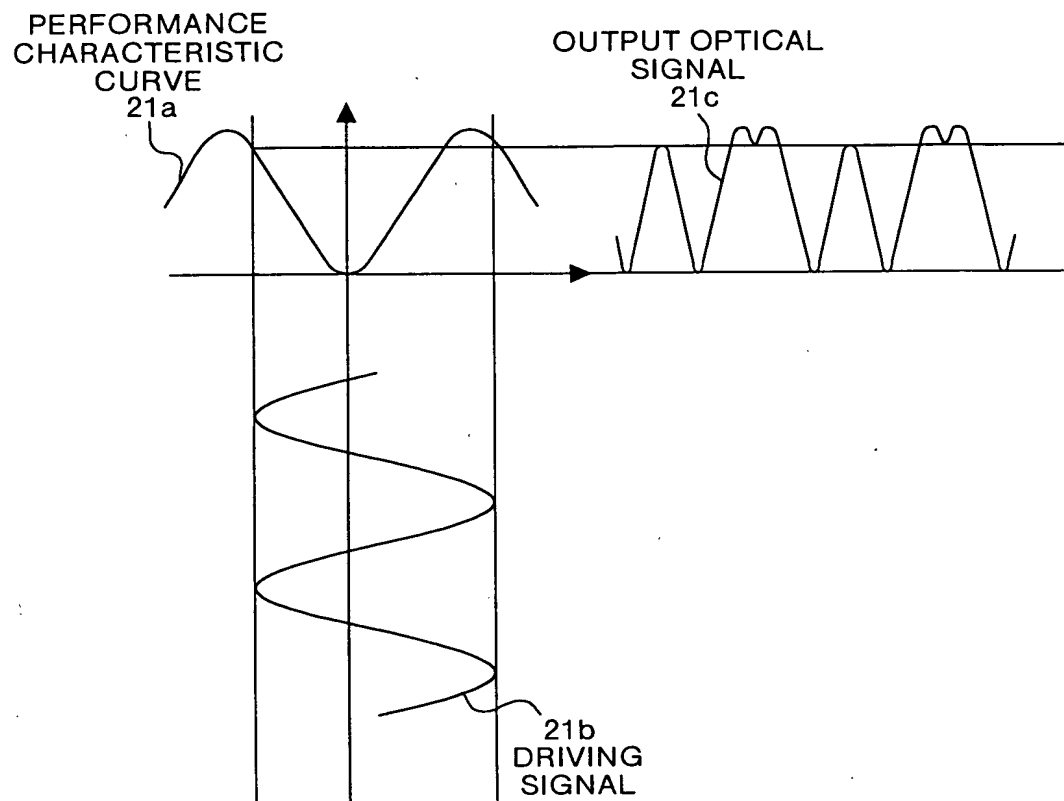 PERFORMANCE
CHARACTERISTIC
CURVE
21a
OUTPUT OPTICAL
SIGNAL
21c
21b
DRIVING
SIGNAL